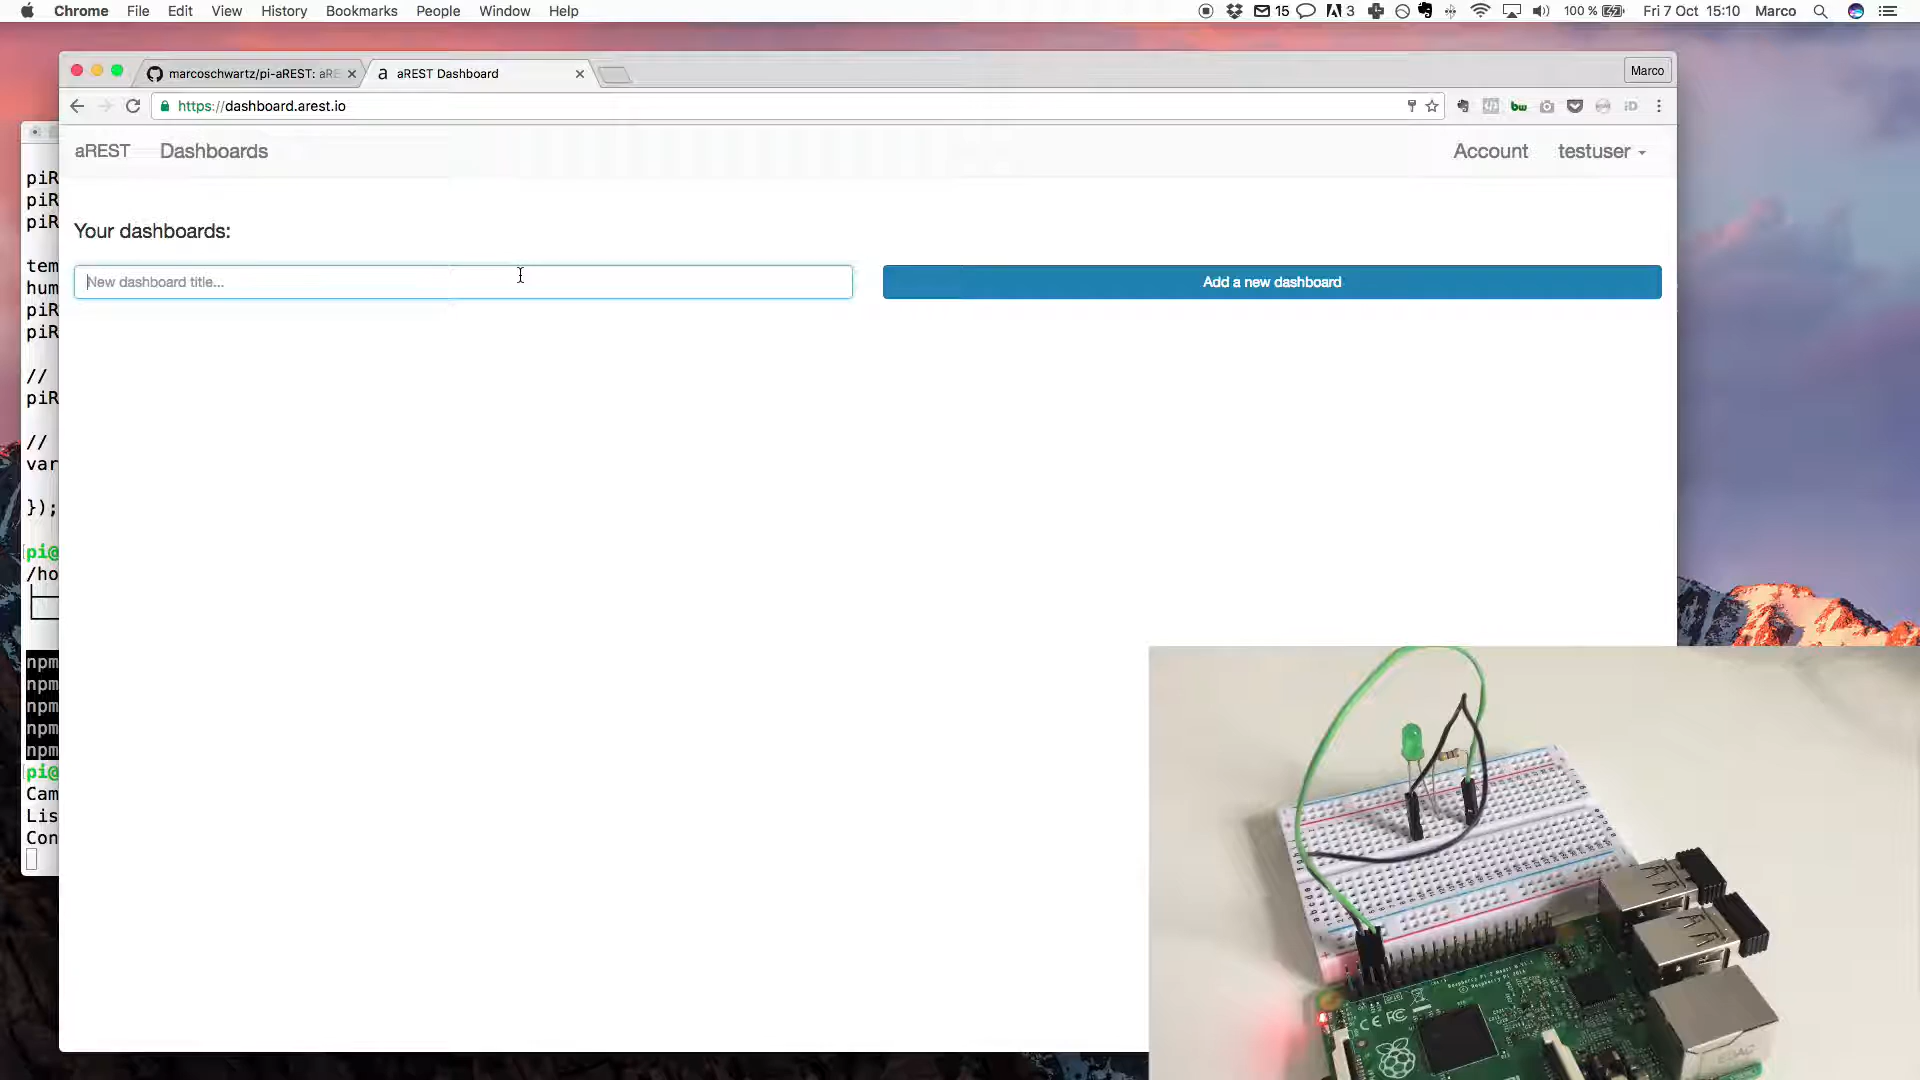 Chrome File Edit View History Bookmarks People Window Help 15 3 100 % Fri 7 Oct 15:10 Marco
marcoschwartz/pi-aREST: aRE aREST Dashboard Marco
https://dashboard.arest.io
aREST Dashboards Account testuser
Your dashboards:
New dashboard title... Add a new dashboard
piR
piR
piR
tem
hum
piR
piR
//
piR
//
var
});
pi@
/ho
npm
npm
npm
npm
npm
pi@
Cam
Lis
Con